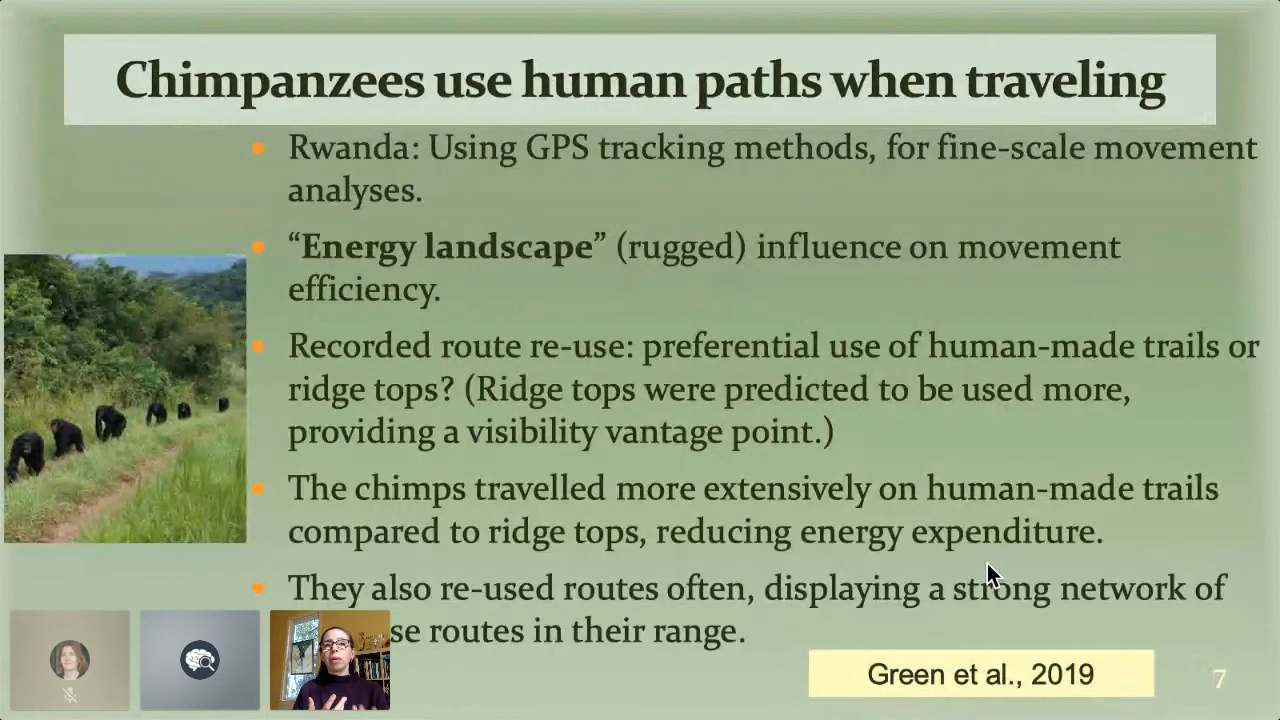 Chimpanzees use human paths when traveling
Rwanda: Using GPS tracking methods, for fine-scale movement
analyses.
“Energy landscape” (rugged) influence on movement
efficiency.
Recorded route re-use: preferential use of human-made trails or
ridge tops? (Ridge tops were predicted to be used more,
providing a visibility vantage point.)
The chimps travelled more extensively on human-made trails
compared to ridge tops, reducing energy expenditure.
They also re-used routes often, displaying a strong network of
se routes in their range.
Green et al., 2019
7